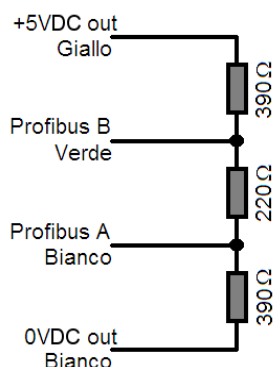 +5VDC out
Giallo
390Ω
Profibus B
Verde
220Ω
Profibus A
Bianco
390Ω
0VDC out
Bianco